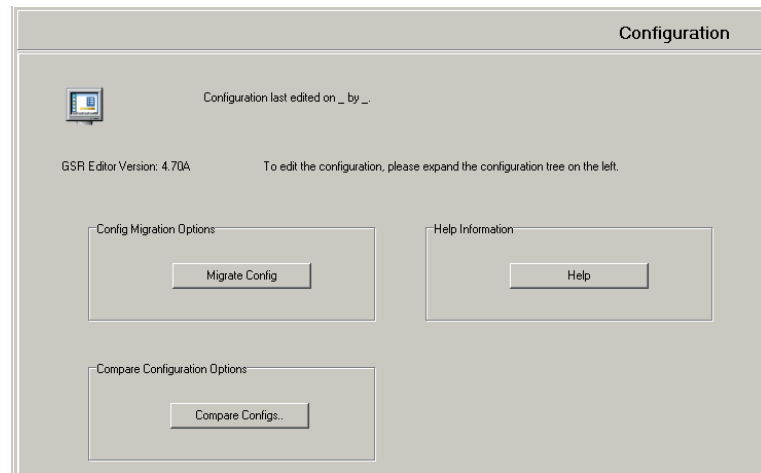 Configuration
Configuration last edited on _ by _.
GSR Editor Version: 4.70A
To edit the configuration, please expand the configuration tree on the left.
Config Migration Options
Migrate Config
Help Information
Help
Compare Configuration Options
Compare Configs..